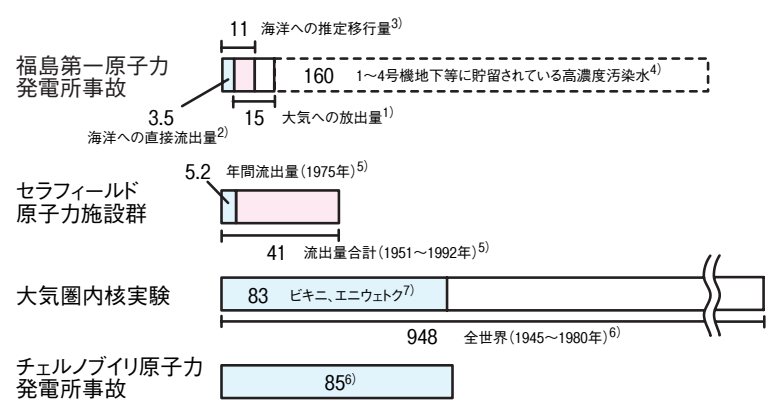 11 海洋への推定移行量3)
福島第一原子力
発電所事故
160 1～4号機地下等に貯留されている高濃度汚染水4)
3.5
海洋への直接流出量2)
15 大気への放出量1)
5.2 年間流出量(1975年)5)
セラフィールド
原子力施設群
41 流出量合計(1951～1992年)5)
大気圏内核実験
83 ビキニ、エニウェトク7)
948 全世界(1945～1980年)6)
チェルノブイリ原子力
発電所事故
856)